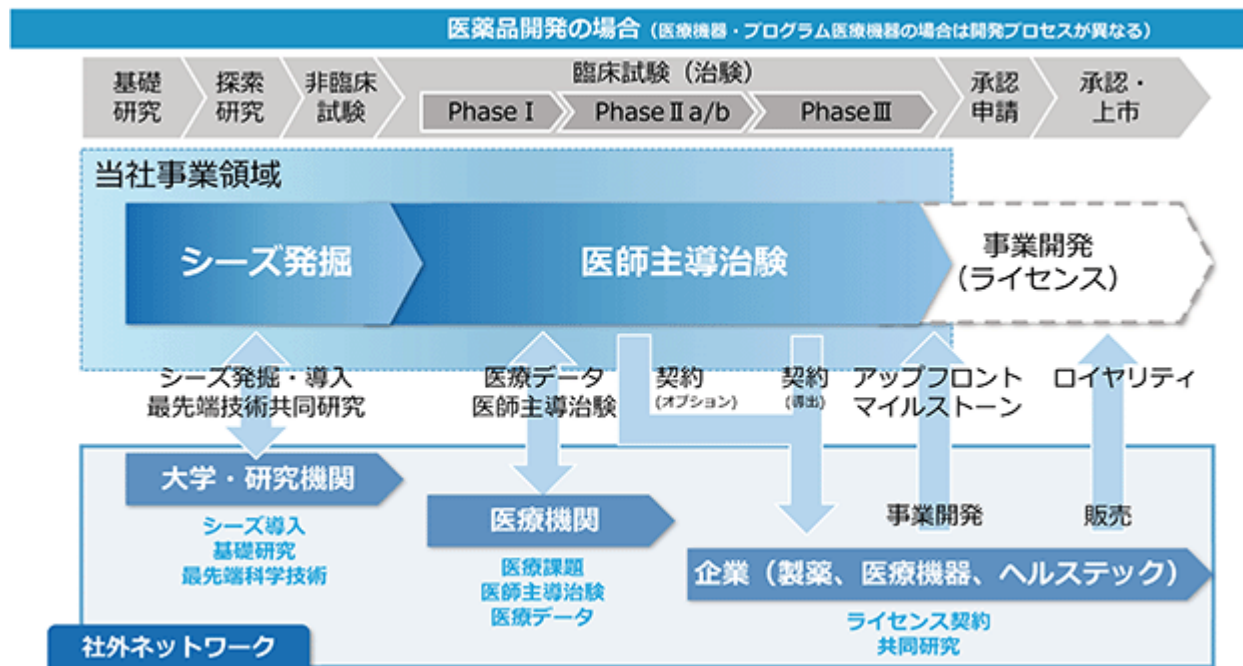 医薬品開発の場合（医療機器・プログラム医療機器の場合は開発プロセスが異なる）
基礎
研究
探索
研究
非臨床
試験
臨床試験（治験）
Phase Ⅰ
Phase Ⅱ a/b
Phase Ⅲ
承認
申請
承認・
上市
当社事業領域
シーズ発掘
医師主導治験
事業開発
（ライセンス）
シーズ発掘・導入
最先端技術共同研究
医療データ
医師主導治験
契約
(オプション)
契約
(導出)
アップフロント
マイルストーン
ロイヤリティ
大学・研究機関
シーズ導入
基礎研究
最先端科学技術
医療機関
医療課題
医師主導治験
医療データ
事業開発
販売
企業（製薬、医療機器、ヘルステック）
ライセンス契約
共同研究
社外ネットワーク